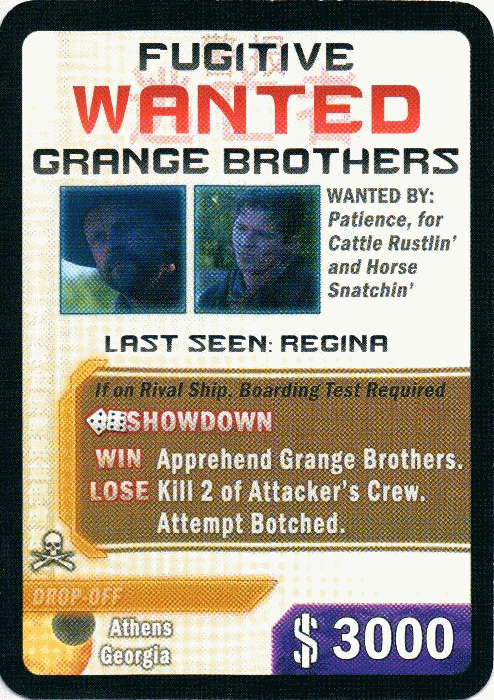 FUGITIVE
WANTED
GRANGE BROTHERS
WANTED BY:
Patience, for
Cattle Rustlin'
and Horse
Snatchin'
LAST SEEN: REGINA
If on Rival Ship, Boarding Test Required
SHOWDOWN
WIN Apprehend Grange Brothers.
LOSE Kill 2 of Attacker's Crew.
Attempt Botched.
DROP-OFF
Athens
Georgia
$ 3000